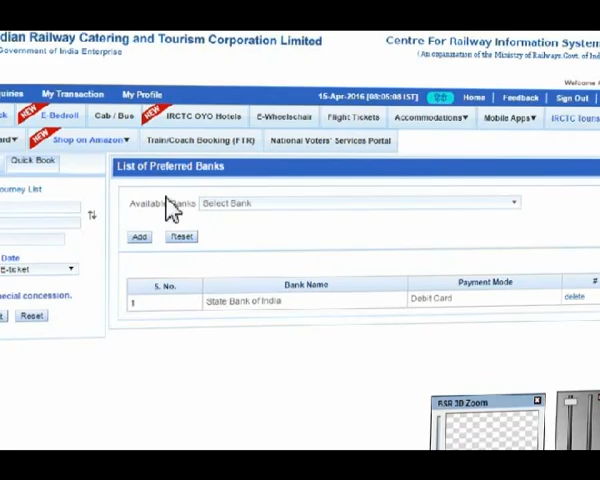 dian Railway Catering and Tourism Corporation Limited
Government of India Enterprise
Centre For Railway Information System
(An organization of the Ministry of Railways Govt. of Ind
Welcome
uiries My Transaction My Profile 15-Apr-2016 [08:05:08 IST] हिंदी Home Feedback Sign Out
NEW E-Bedroll Cab / Bus NEW IRCTC OYO Hotels E-Wheelchair Flight Tickets Accommodations▾ Mobile Apps▾ IRCTC Touris
ard▾ NEW Shop on Amazon▾ Train/Coach Booking (FTR) National Voters' Services Portal
Quick Book
List of Preferred Banks
ourney List
Available Banks Select Bank
Add Reset
Date
E-ticket
ecial concession.
Reset
S. No. Bank Name Payment Mode #
1 State Bank of India Debit Card delete
BSR 3D Zoom